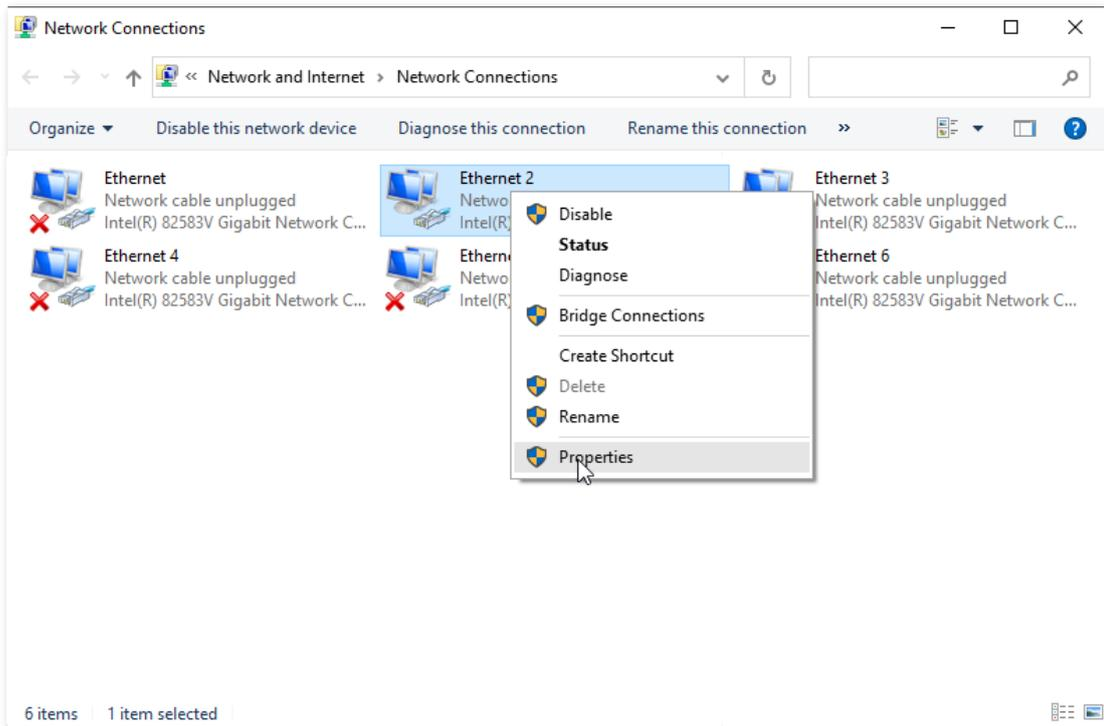 Network Connections
« Network and Internet > Network Connections
Organize Disable this network device Diagnose this connection Rename this connection »
Ethernet
Network cable unplugged
Intel(R) 82583V Gigabit Network C...
Ethernet 2
Intel(R)
Ethernet 3
Network cable unplugged
Intel(R) 82583V Gigabit Network C...
Ethernet 4
Network cable unplugged
Intel(R) 82583V Gigabit Network C...
Intel(R)
Ethernet 6
Network cable unplugged
Intel(R) 82583V Gigabit Network C...
Disable
Status
Diagnose
Bridge Connections
Create Shortcut
Delete
Rename
Properties
6 items 1 item selected